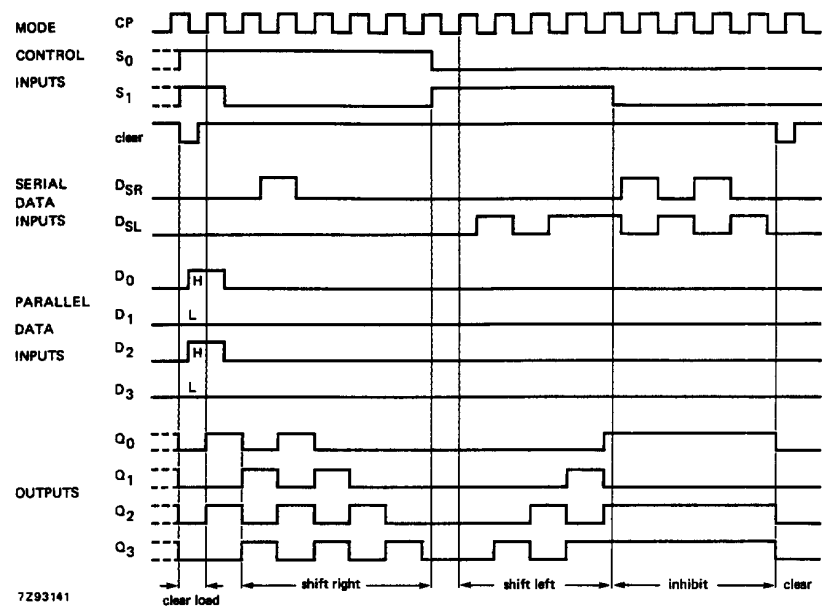 MODE
CONTROL
INPUTS
CP
S0
S1
clear
SERIAL
DATA
INPUTS
DSR
DSL
PARALLEL
DATA
INPUTS
D0
H
D1
L
D2
H
D3
L
OUTPUTS
Q0
Q1
Q2
Q3
7Z93141
clear load
shift right
shift left
inhibit
clear